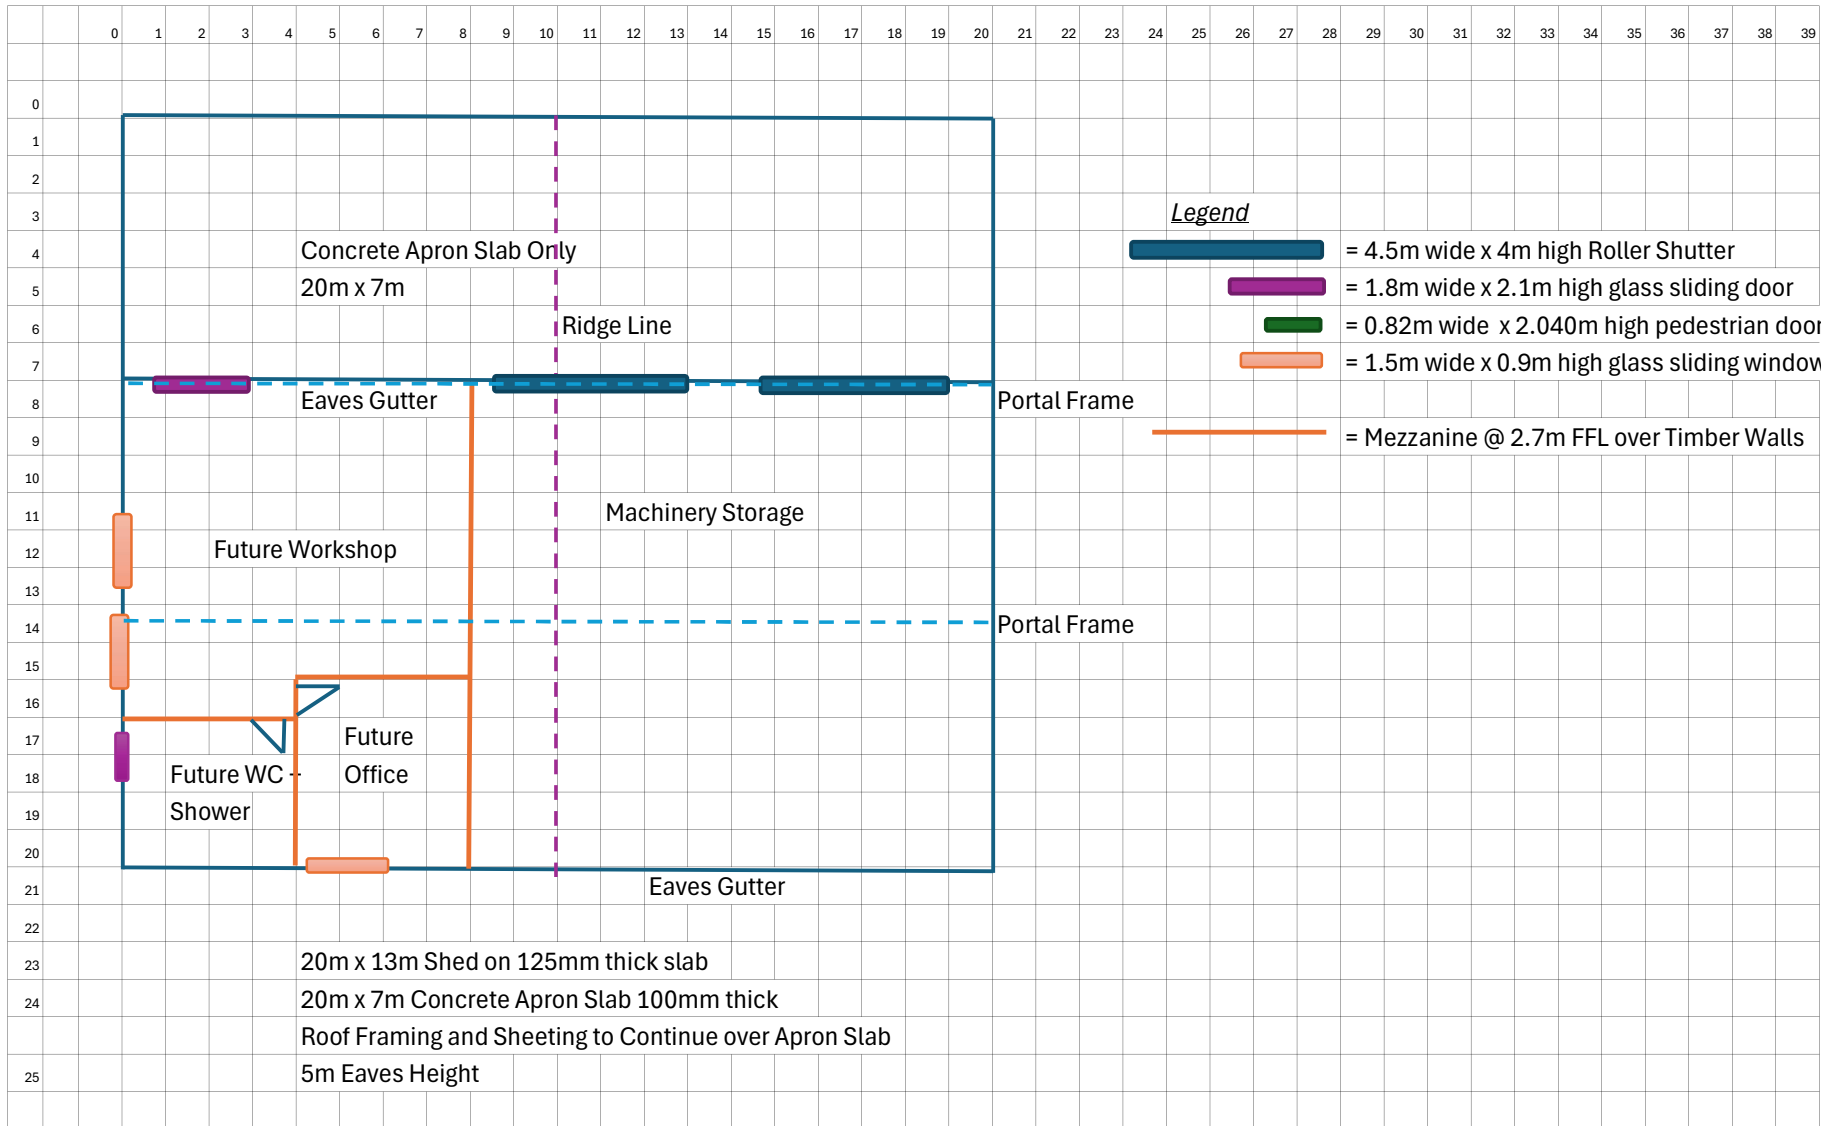 0 1 2 3 4 5 6 7 8 9 10 11 12 13 14 15 16 17 18 19 20 21 22 23 24 25 26 27 28 29 30 31 32 33 34 35 36 37 38 39
0
1
2
3
Legend
4
Concrete Apron Slab Only
= 4.5m wide x 4m high Roller Shutter
5
20m x 7m
= 1.8m wide x 2.1m high glass sliding door
6
Ridge Line
= 0.82m wide x 2.040m high pedestrian door
7
= 1.5m wide x 0.9m high glass sliding window
8
Eaves Gutter
Portal Frame
9
= Mezzanine @ 2.7m FFL over Timber Walls
10
11
Machinery Storage
12
Future Workshop
13
14
Portal Frame
15
16
17
Future
18
Future WC +
Office
19
Shower
20
21
Eaves Gutter
22
23
20m x 13m Shed on 125mm thick slab
24
20m x 7m Concrete Apron Slab 100mm thick
Roof Framing and Sheeting to Continue over Apron Slab
25
5m Eaves Height